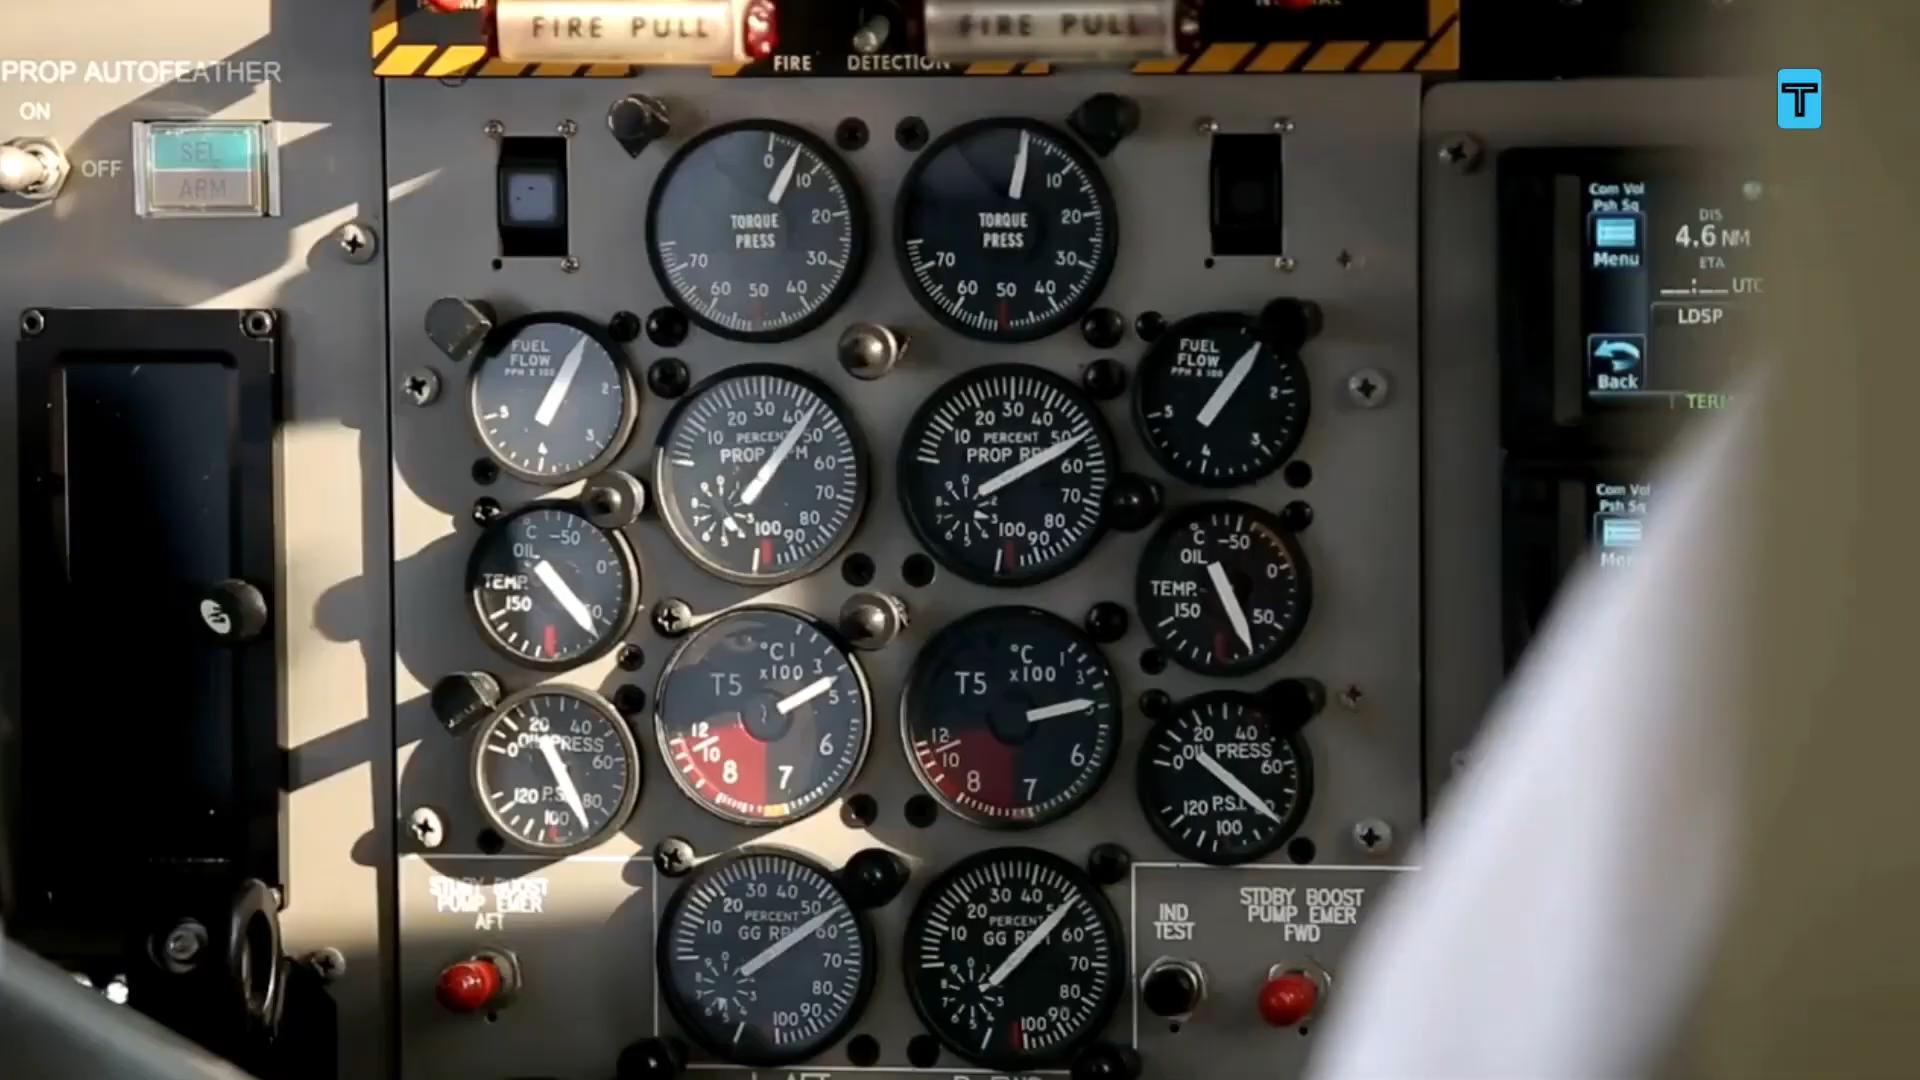 FIRE PULL
FIRE PULL
FIRE DETECTION
PROP AUTOFEATHER
ON
OFF
SEL
ARM
T
0
10
20
30
40
50
60
70
TORQUE
PRESS
10
20
30
40
50
60
70
TORQUE
PRESS
Com Vol
Psh Sq
Menu
Back
DIS
4.6 NM
ETA
__:__ UTC
LDSP
FUEL
FLOW
PPH X 100
2
3
4
5
10
20
30
40
50
60
70
80
90
100
PERCENT
PROP RPM
10
20
30
40
50
60
70
80
90
100
PERCENT
PROP
FUEL
FLOW
PPH X 100
2
3
4
5
°C
-50
OIL
0
TEMP.
150
50
°C
-50
OIL
0
TEMP.
150
50
Com Vol
Psh Sq
T5
°C
x100
1
3
5
6
7
8
10
12
T5
°C
x100
1
3
6
7
8
10
12
20
40
OIL PRESS
0
60
120 P.S.
80
100
20
40
OIL PRESS
0
60
120 P.S.I.
100
STDBY BOOST
PUMP EMER
AFT
10
20
30
40
50
60
70
80
90
100
PERCENT
GG RPM
10
20
30
40
60
70
80
90
100
PERCENT
GG RPM
IND
TEST
STDBY BOOST
PUMP EMER
FWD